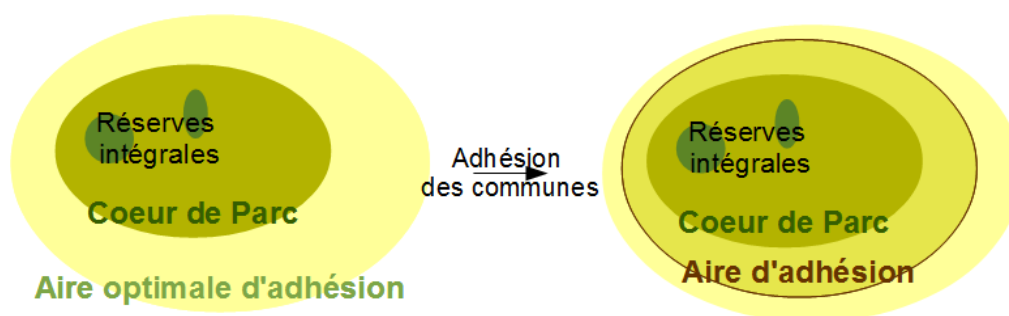 Réserves
intégrales
Coeur de Parc
Aire optimale d'adhésion
Adhésion
des communes
Réserves
intégrales
Coeur de Parc
Aire d'adhésion